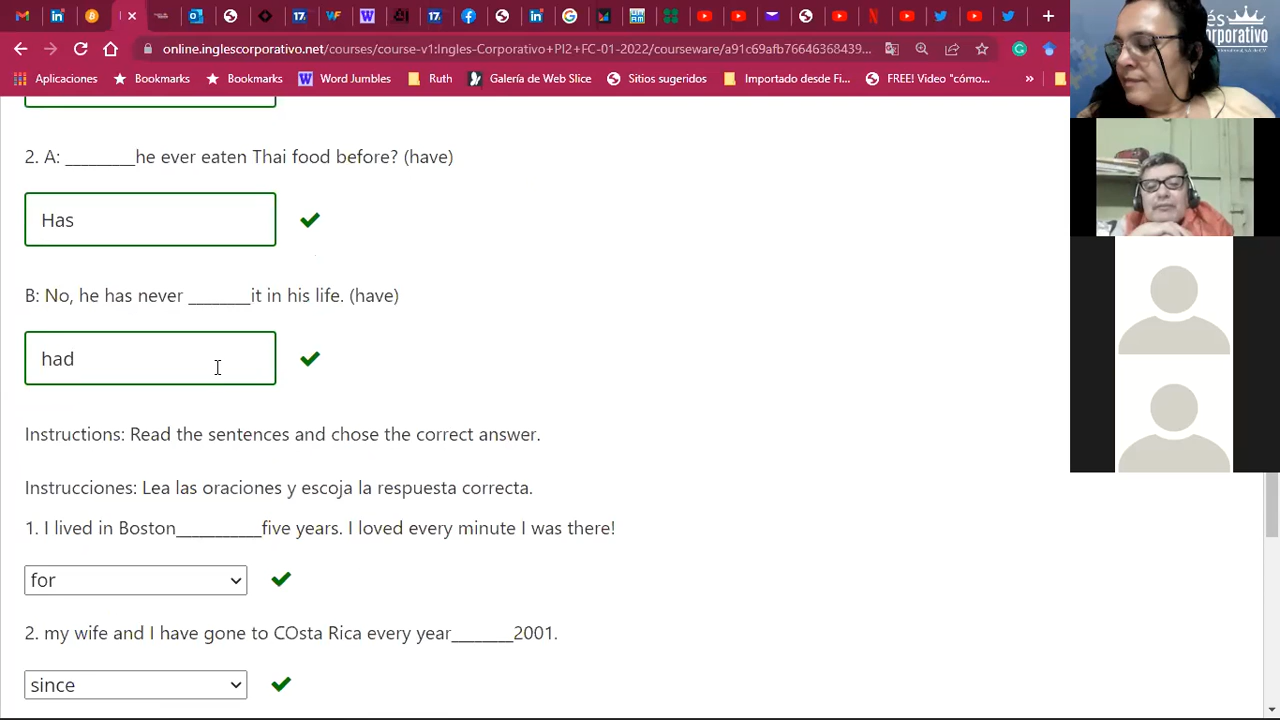 online.inglescorporativo.net/courses/course-v1:Ingles-Corporativo+PI2+FC-01-2022/courseware/a91c69afb76646368439...
Aplicaciones
Bookmarks
Bookmarks
Word Jumbles
Ruth
Galería de Web Slice
Sitios sugeridos
Importado desde Fi...
FREE! Video "cómo...
»
2. A: _________he ever eaten Thai food before? (have)
Has
B: No, he has never ________it in his life. (have)
had
Instructions: Read the sentences and chose the correct answer.
Instrucciones: Lea las oraciones y escoja la respuesta correcta.
1. I lived in Boston___________five years. I loved every minute I was there!
for
2. my wife and I have gone to COsta Rica every year________2001.
since